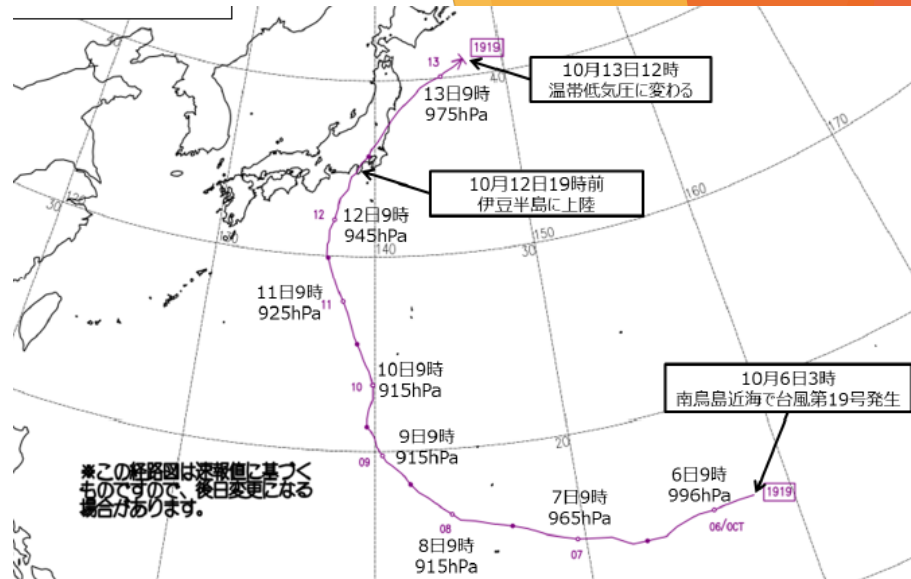 1919
13
40
10月13日12時
温帯低気圧に変わる
13日9時
975hPa
170
10月12日19時前
伊豆半島に上陸
160
120
30
12
12日9時
945hPa
130
140
150
30
11日9時
925hPa
11
10日9時
915hPa
10
10月6日3時
南鳥島近海で台風第19号発生
9日9時
915hPa
09
20
※この経路図は速報値に基づく
ものですので、後日変更になる
場合があります。
6日9時
996hPa
1919
7日9時
965hPa
06/OCT
08
07
8日9時
915hPa